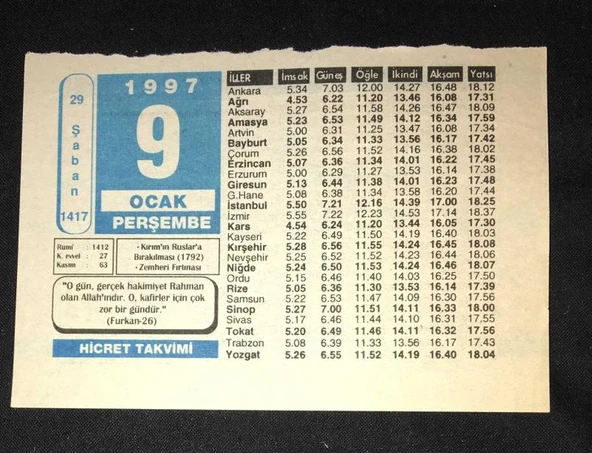 29
Şaban
1417
1997
9
OCAK
PERŞEMBE
Rumî : 1412
K. evvel : 27
Kasım : 63
· Kırım'ın Ruslar'a
Bırakılması (1792)
· Zemheri Fırtınası
"O gün, gerçek hakimiyet Rahman
olan Allah'ındır. O, kafirler için çok
zor bir gündür."
(Furkan-26)
HİCRET TAKVİMİ
İLLER İmsak Güneş Öğle İkindi Akşam Yatsı
Ankara 5.34 7.03 12.00 14.27 16.48 18.12
Ağrı 4.53 6.22 11.20 13.46 16.08 17.31
Aksaray 5.27 6.54 11.58 14.26 16.47 18.09
Amasya 5.23 6.53 11.49 14.12 16.34 17.59
Artvin 5.00 6.31 11.25 13.47 16.08 17.34
Bayburt 5.05 6.34 11.33 13.56 16.17 17.42
Çorum 5.26 6.56 11.52 14.16 16.38 18.02
Erzincan 5.07 6.36 11.34 14.01 16.22 17.45
Erzurum 5.00 6.29 11.27 13.53 16.14 17.38
Giresun 5.13 6.44 11.38 14.01 16.23 17.48
G.Hane 5.08 6.38 11.34 13.58 16.20 17.44
İstanbul 5.50 7.21 12.16 14.39 17.00 18.25
İzmir 5.55 7.22 12.23 14.53 17.14 18.37
Kars 4.54 6.24 11.20 13.44 16.05 17.30
Kayseri 5.22 6.49 11.50 14.19 16.40 18.03
Kırşehir 5.28 6.56 11.55 14.24 16.45 18.08
Nevşehir 5.25 6.52 11.52 14.23 16.44 18.06
Niğde 5.24 6.50 11.53 14.24 16.46 18.07
Ordu 5.15 6.46 11.40 14.03 16.25 17.50
Rize 5.05 6.36 11.30 13.53 16.14 17.39
Samsun 5.22 6.53 11.47 14.09 16.30 17.56
Sinop 5.27 7.00 11.51 14.11 16.33 18.00
Sivas 5.17 6.46 11.44 14.10 16.31 17.55
Tokat 5.20 6.49 11.46 14.11 16.32 17.56
Trabzon 5.08 6.39 11.33 13.56 16.17 17.43
Yozgat 5.26 6.55 11.52 14.19 16.40 18.04